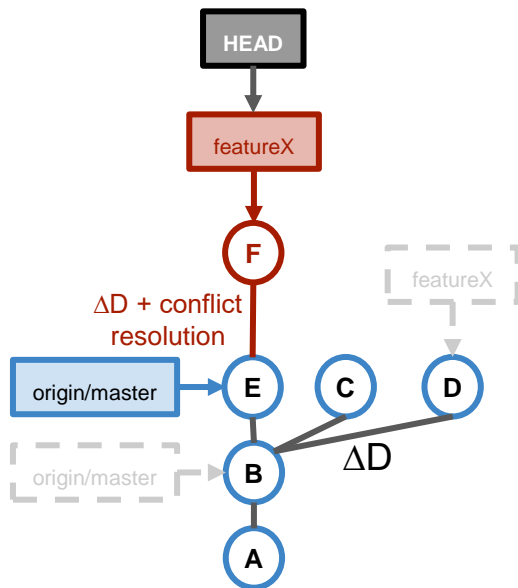 HEAD
featureX
F
featureX
ΔD + conflict
resolution
origin/master
E
C
D
ΔD
origin/master
B
A